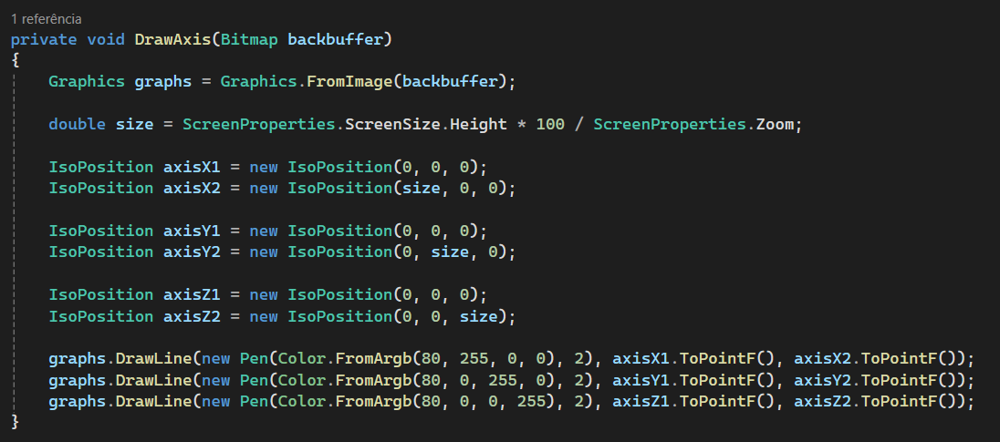 1 referência
private void DrawAxis(Bitmap backbuffer)
{
    Graphics graphs = Graphics.FromImage(backbuffer);

    double size = ScreenProperties.ScreenSize.Height * 100 / ScreenProperties.Zoom;

    IsoPosition axisX1 = new IsoPosition(0, 0, 0);
    IsoPosition axisX2 = new IsoPosition(size, 0, 0);

    IsoPosition axisY1 = new IsoPosition(0, 0, 0);
    IsoPosition axisY2 = new IsoPosition(0, size, 0);

    IsoPosition axisZ1 = new IsoPosition(0, 0, 0);
    IsoPosition axisZ2 = new IsoPosition(0, 0, size);

    graphs.DrawLine(new Pen(Color.FromArgb(80, 255, 0, 0), 2), axisX1.ToPointF(), axisX2.ToPointF());
    graphs.DrawLine(new Pen(Color.FromArgb(80, 0, 255, 0), 2), axisY1.ToPointF(), axisY2.ToPointF());
    graphs.DrawLine(new Pen(Color.FromArgb(80, 0, 0, 255), 2), axisZ1.ToPointF(), axisZ2.ToPointF());
}